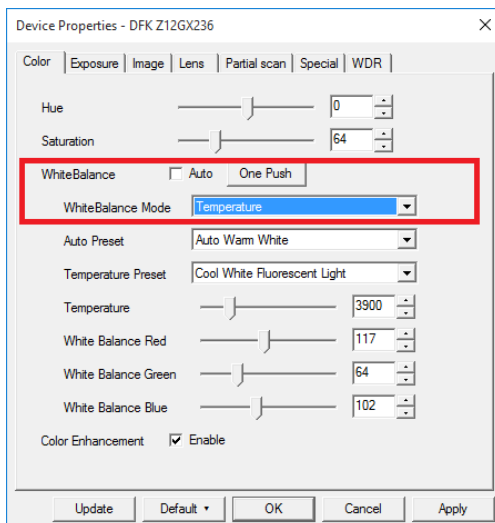 Device Properties - DFK Z12GX236
Color Exposure Image Lens Partial scan Special WDR
Hue 0
Saturation 64
WhiteBalance Auto One Push
WhiteBalance Mode Temperature
Auto Preset Auto Warm White
Temperature Preset Cool White Fluorescent Light
Temperature 3900
White Balance Red 117
White Balance Green 64
White Balance Blue 102
Color Enhancement Enable
Update Default OK Cancel Apply